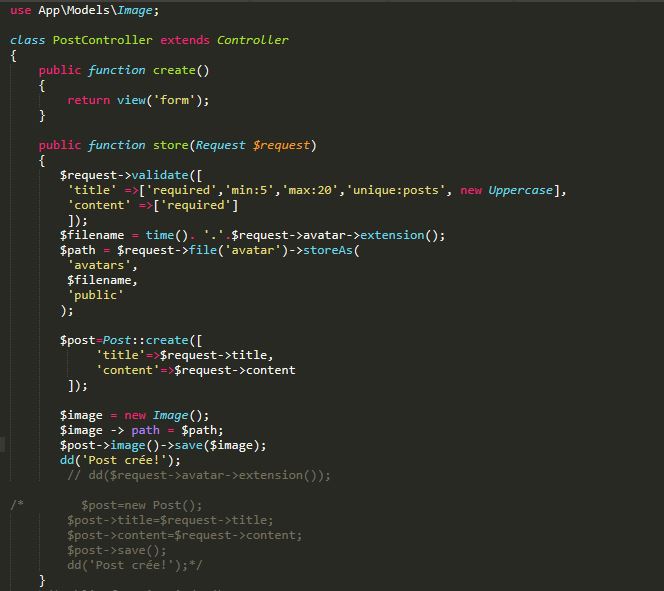 use App\Models\Image;
class PostController extends Controller
{
public function create()
{
return view('form');
}
public function store(Request $request)
{
$request->validate([
'title' =>['required','min:5','max:20','unique:posts', new Uppercase],
'content' =>['required']
]);
$filename = time(). '.'.$request->avatar->extension();
$path = $request->file('avatar')->storeAs(
'avatars',
$filename,
'public'
);
$post=Post::create([
'title'=>$request->title,
'content'=>$request->content
]);
$image = new Image();
$image -> path = $path;
$post->image()->save($image);
dd('Post crée!');
// dd($request->avatar->extension());
/* $post=new Post();
$post->title=$request->title;
$post->content=$request->content;
$post->save();
dd('Post crée!');*/
}